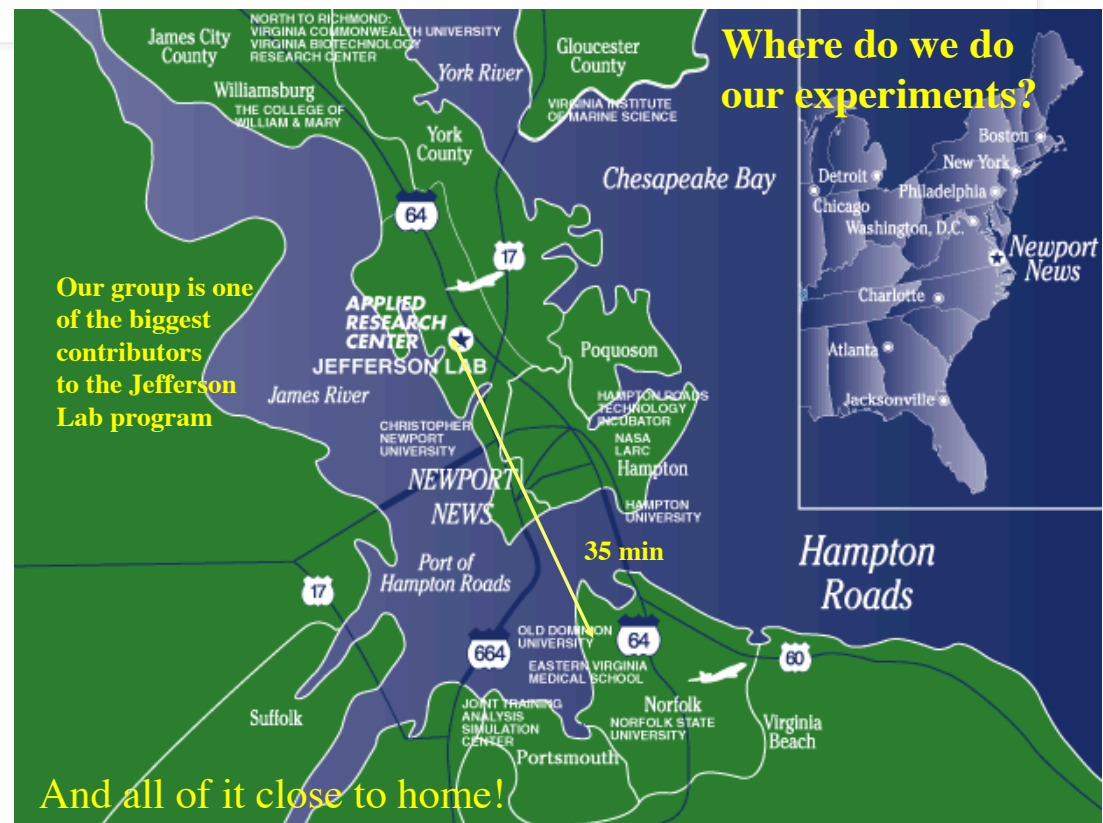 Where do we do
our experiments?
NORTH TO RICHMOND:
VIRGINIA COMMONWEALTH UNIVERSITY
VIRGINIA BIOTECHNOLOGY
RESEARCH CENTER
James City
County
Gloucester
County
York River
Williamsburg
THE COLLEGE OF
WILLIAM & MARY
VIRGINIA INSTITUTE
OF MARINE SCIENCE
York
County
Chesapeake Bay
Boston
New York
Detroit
Philadelphia
Chicago
Washington, D.C.
Newport
News
Charlotte
Atlanta
Jacksonville
64
17
Our group is one
of the biggest
contributors
to the Jefferson
Lab program
APPLIED
RESEARCH
CENTER
JEFFERSON LAB
Poquoson
James River
HAMPTON ROADS
TECHNOLOGY
INCUBATOR
NASA
LARC
Hampton
CHRISTOPHER
NEWPORT
UNIVERSITY
NEWPORT
NEWS
HAMPTON
UNIVERSITY
35 min
Port of
Hampton Roads
Hampton
Roads
17
OLD DOMINION
UNIVERSITY
64
664
60
EASTERN VIRGINIA
MEDICAL SCHOOL
Suffolk
JOINT TRAINING
ANALYSIS
SIMULATION
CENTER
Norfolk
NORFOLK STATE
UNIVERSITY
Virginia
Beach
Portsmouth
And all of it close to home!